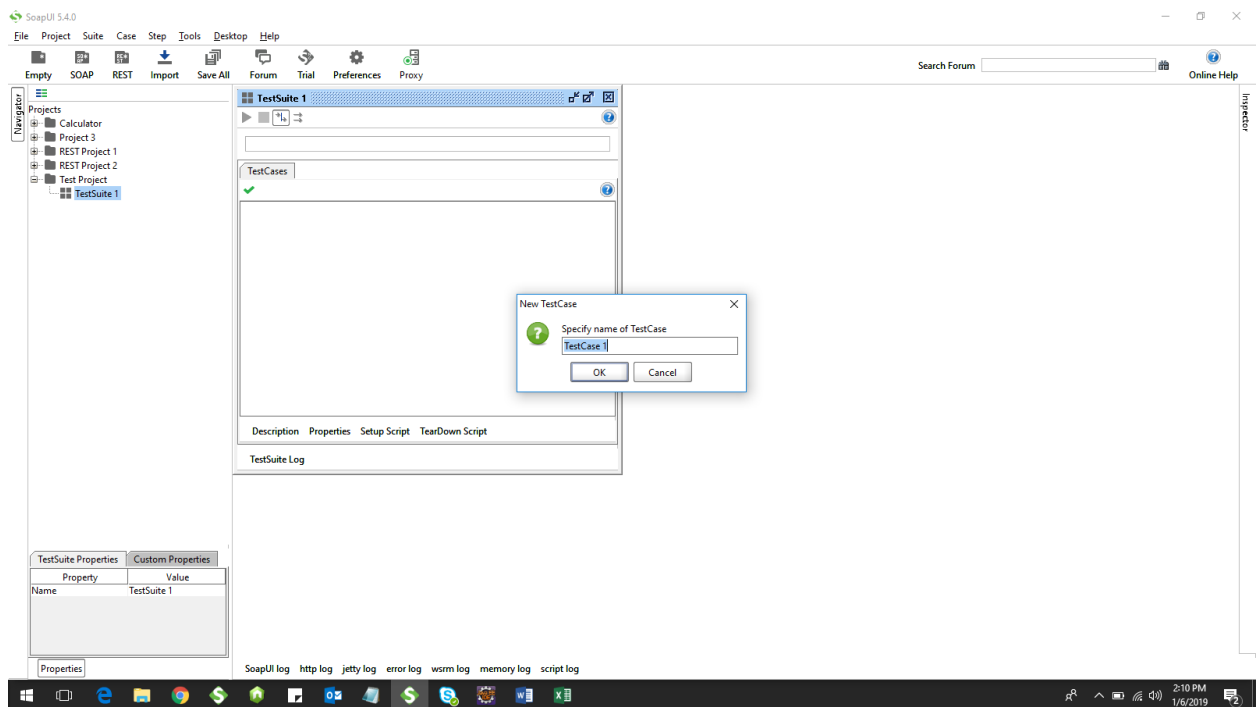 SoapUI 5.4.0
File Project Suite Case Step Tools Desktop Help
Empty SOAP REST Import Save All Forum Trial Preferences Proxy
Search Forum
Online Help
Navigator
Projects
Calculator
Project 3
REST Project 1
REST Project 2
Test Project
TestSuite 1
TestSuite 1
TestCases
New TestCase
Specify name of TestCase
TestCase 1
OK Cancel
Description Properties Setup Script TearDown Script
TestSuite Log
Inspector
TestSuite Properties Custom Properties
Property Value
Name TestSuite 1
Properties
SoapUI log http log jetty log error log wsrm log memory log script log
2:10 PM
1/6/2019